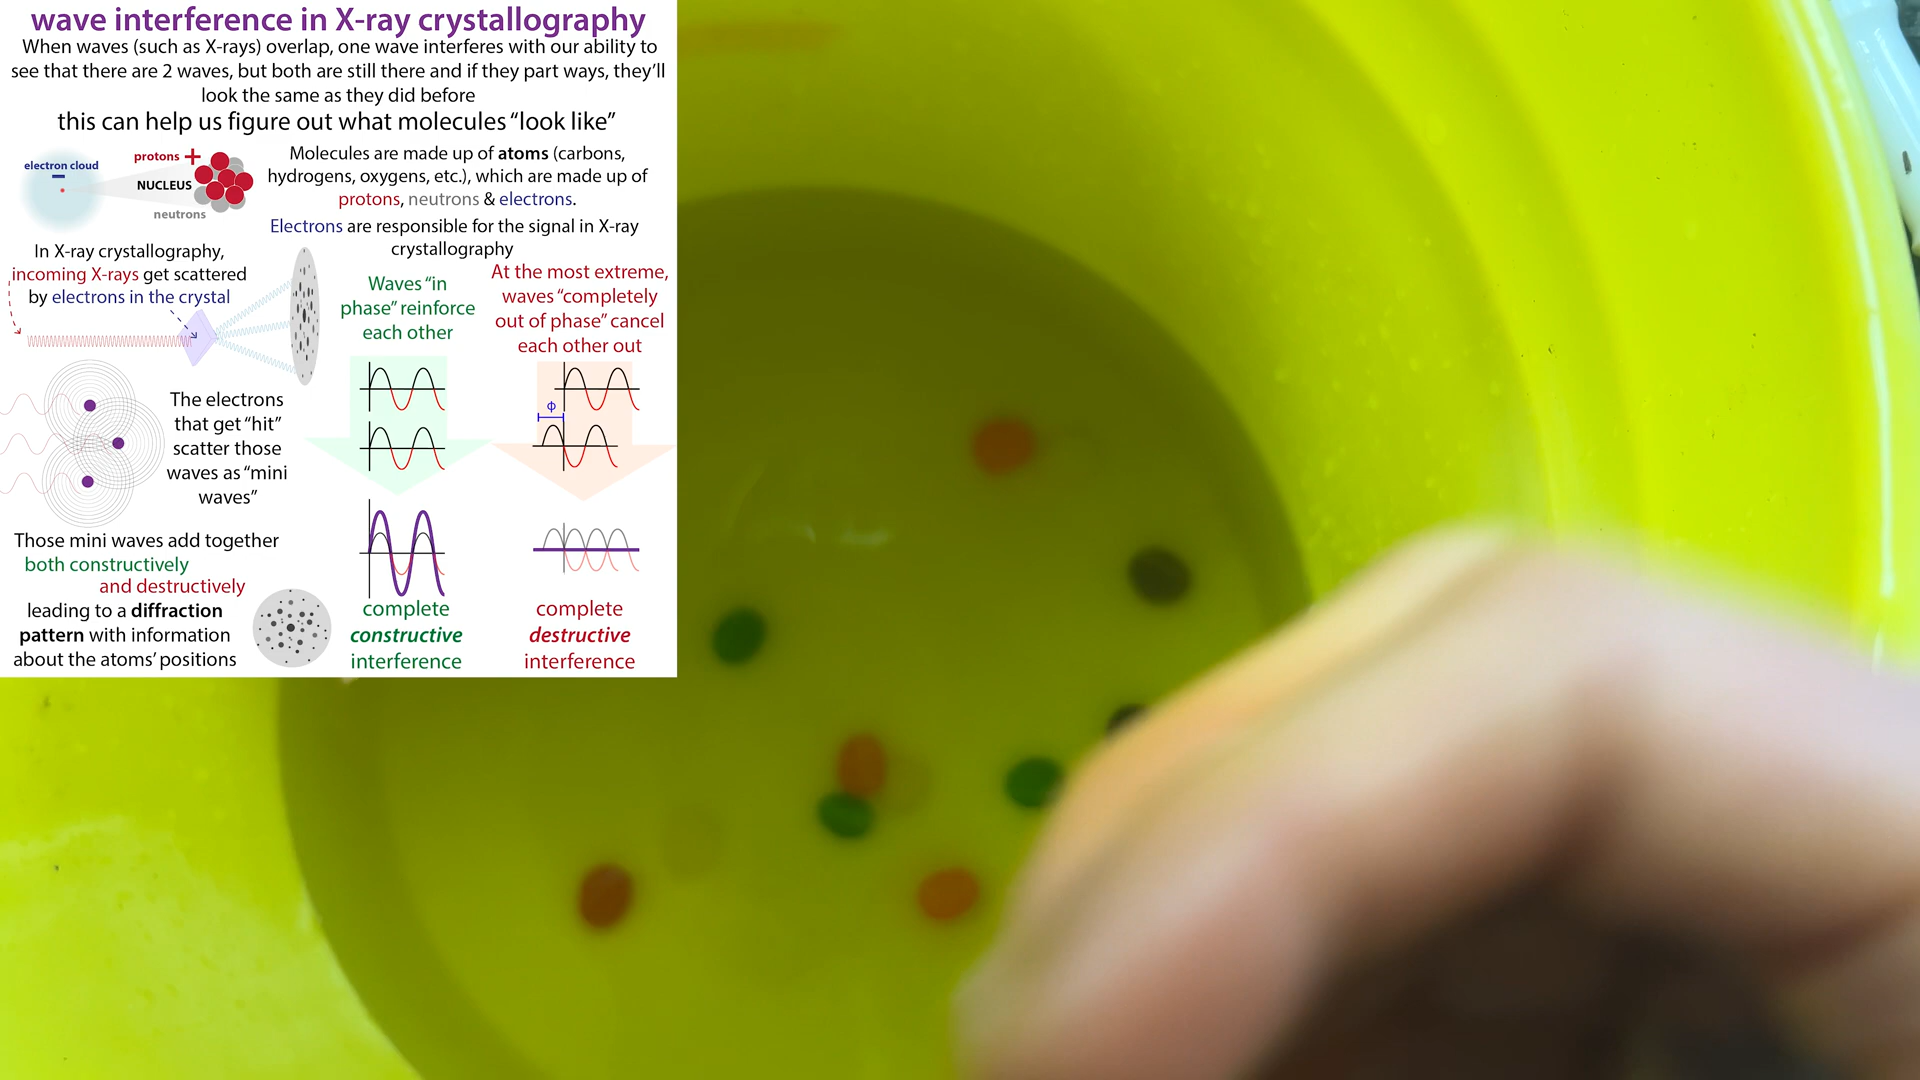 wave interference in X-ray crystallography
When waves (such as X-rays) overlap, one wave interferes with our ability to
see that there are 2 waves, but both are still there and if they part ways, they’ll
look the same as they did before
this can help us figure out what molecules “look like”
electron cloud
protons +
NUCLEUS
neutrons
Molecules are made up of atoms (carbons,
hydrogens, oxygens, etc.), which are made up of
protons, neutrons & electrons.
Electrons are responsible for the signal in X-ray
crystallography
In X-ray crystallography,
incoming X-rays get scattered
by electrons in the crystal
The electrons
that get “hit”
scatter those
waves as “mini
waves”
Those mini waves add together
both constructively
and destructively
leading to a diffraction
pattern with information
about the atoms’ positions
Waves “in
phase” reinforce
each other
complete
constructive
interference
At the most extreme,
waves “completely
out of phase” cancel
each other out
ϕ
complete
destructive
interference